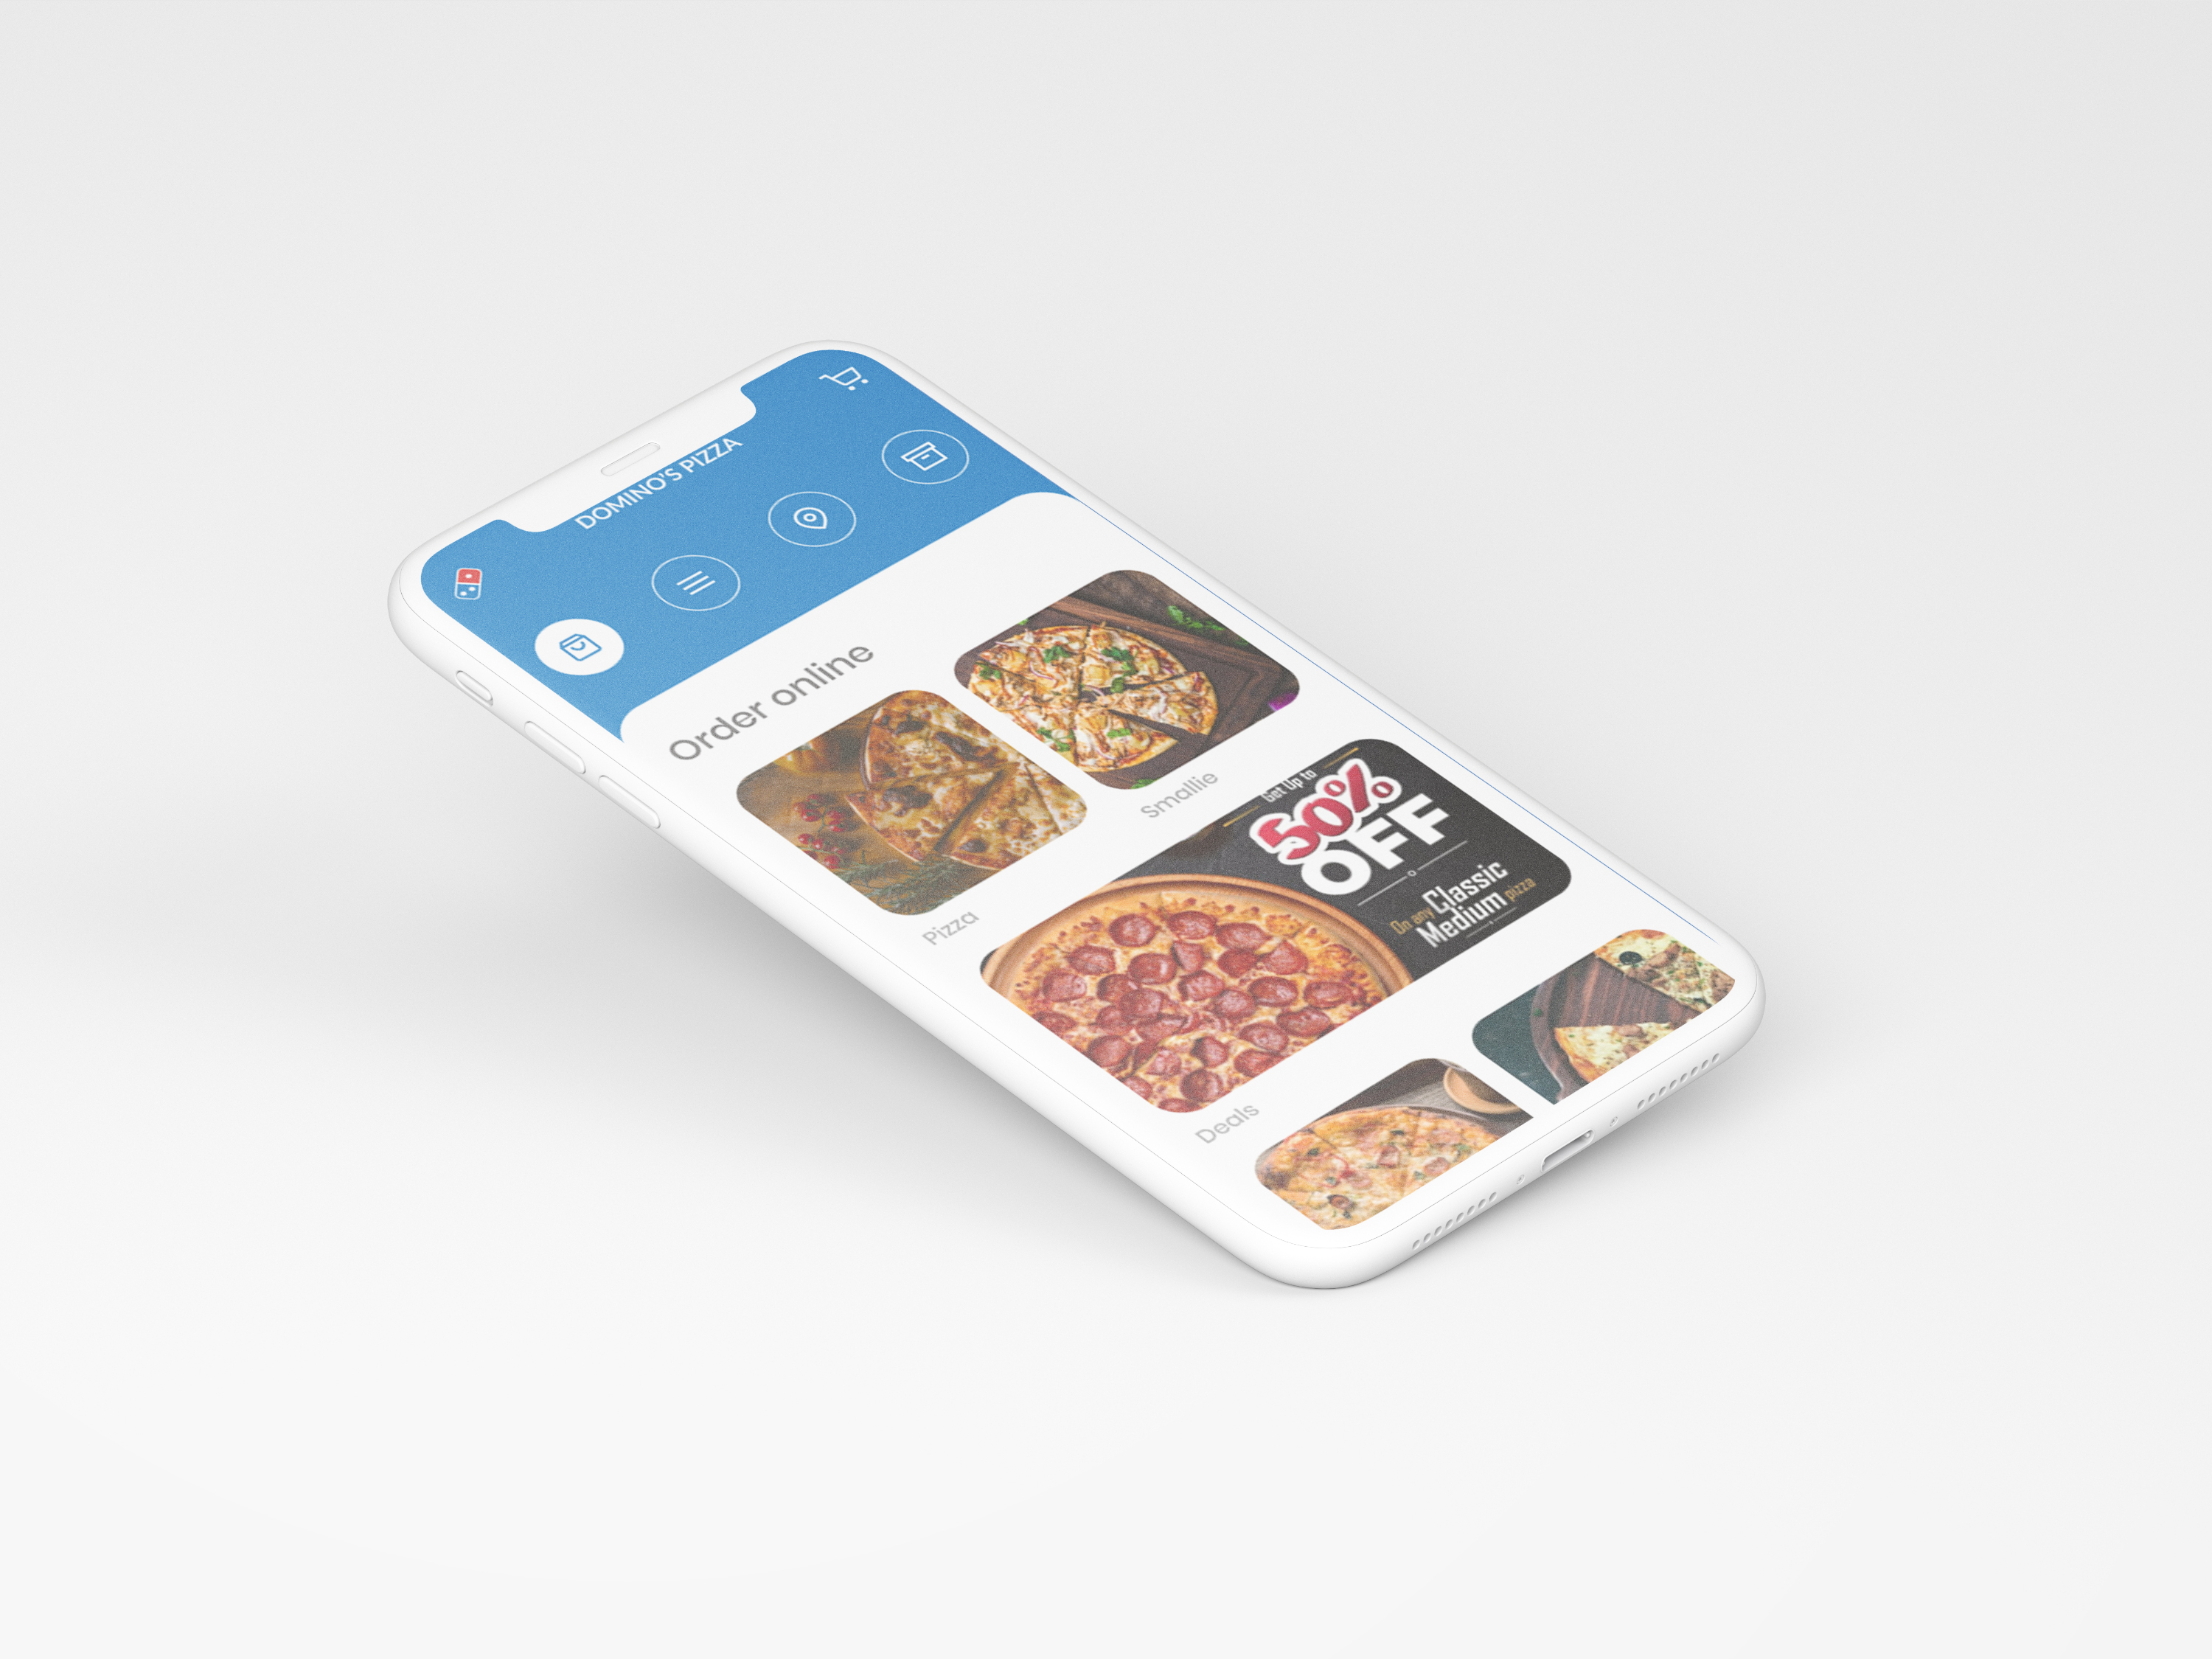 DOMINO'S PIZZA
Order online
Pizza
Smallie
Get Up to
50%
OFF
On any Classic
Medium pizza
Deals